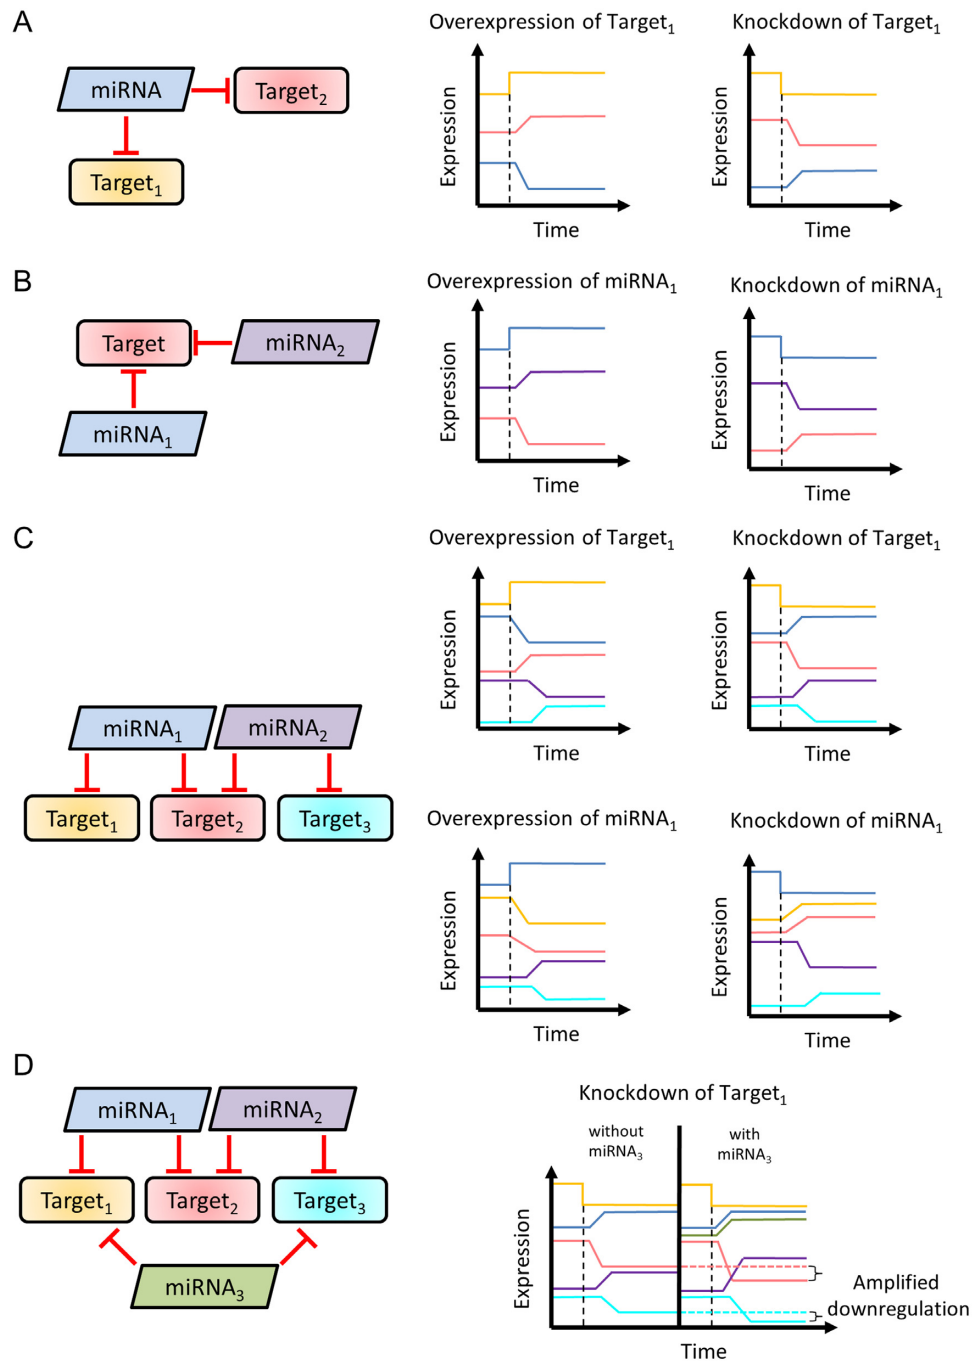 A
miRNA
Target2
Target1
Overexpression of Target1
Expression
Time
Knockdown of Target1
Expression
Time
B
Target
miRNA2
miRNA1
Overexpression of miRNA1
Expression
Time
Knockdown of miRNA1
Expression
Time
C
miRNA1
miRNA2
Target1
Target2
Target3
Overexpression of Target1
Expression
Time
Knockdown of Target1
Expression
Time
Overexpression of miRNA1
Expression
Time
Knockdown of miRNA1
Expression
Time
D
miRNA1
miRNA2
Target1
Target2
Target3
miRNA3
Knockdown of Target1
without
miRNA3
with
miRNA3
Expression
Time
Amplified
downregulation